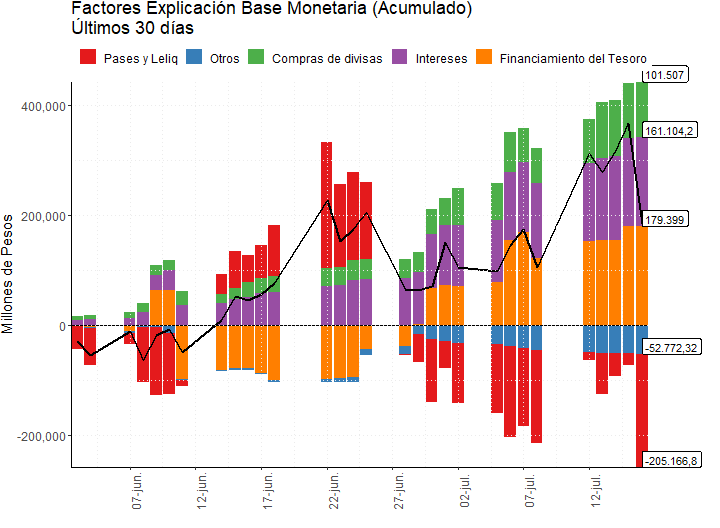 Factores Explicación Base Monetaria (Acumulado)
Últimos 30 días
Pases y Leliq
Otros
Compras de divisas
Intereses
Financiamiento del Tesoro
Millones de Pesos
400,000
200,000
0
-200,000
101.507
161.104,2
179.399
-52.772,32
-205.166,8
07-jun.
12-jun.
17-jun.
22-jun.
27-jun.
02-jul.
07-jul.
12-jul.